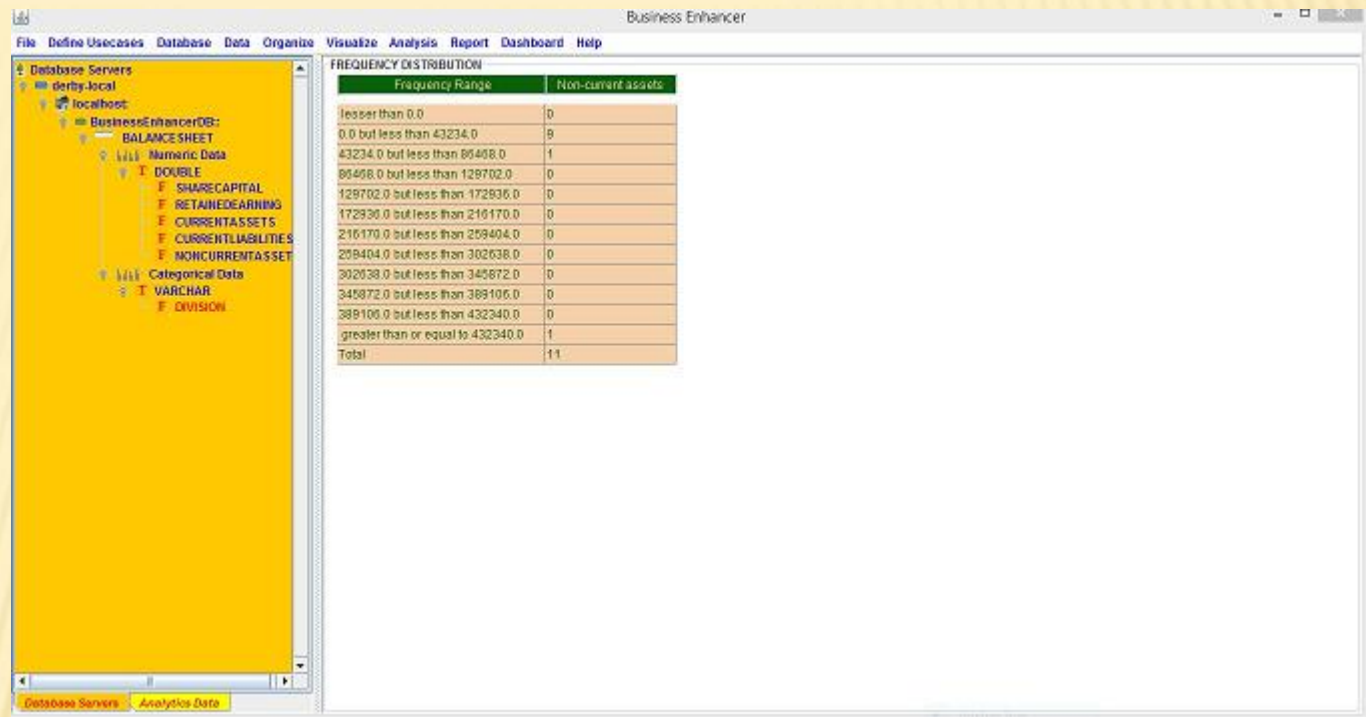 Business Enhancer
File Define Usecases Database Data Organize Visualize Analysis Report Dashboard Help
Database Servers
derby-local
localhost:
BusinessEnhancerDB::
BALANCESHEET
Numeric Data
T DOUBLE
F SHARECAPITAL
F RETAINEDEARNING
F CURRENTASSETS
F CURRENTLIABILITIES
F NONCURRENTASSET
Categorical Data
T VARCHAR
F DIVISION
Database Servers Analytics Data
FREQUENCY DISTRIBUTION
Frequency Range Non-current assets
lesser than 0.0 0
0.0 but less than 43234.0 9
43234.0 but less than 86468.0 1
86468.0 but less than 129702.0 0
129702.0 but less than 172936.0 0
172936.0 but less than 216170.0 0
216170.0 but less than 259404.0 0
259404.0 but less than 302638.0 0
302638.0 but less than 345872.0 0
345872.0 but less than 389106.0 0
389106.0 but less than 432340.0 0
greater than or equal to 432340.0 1
Total 11